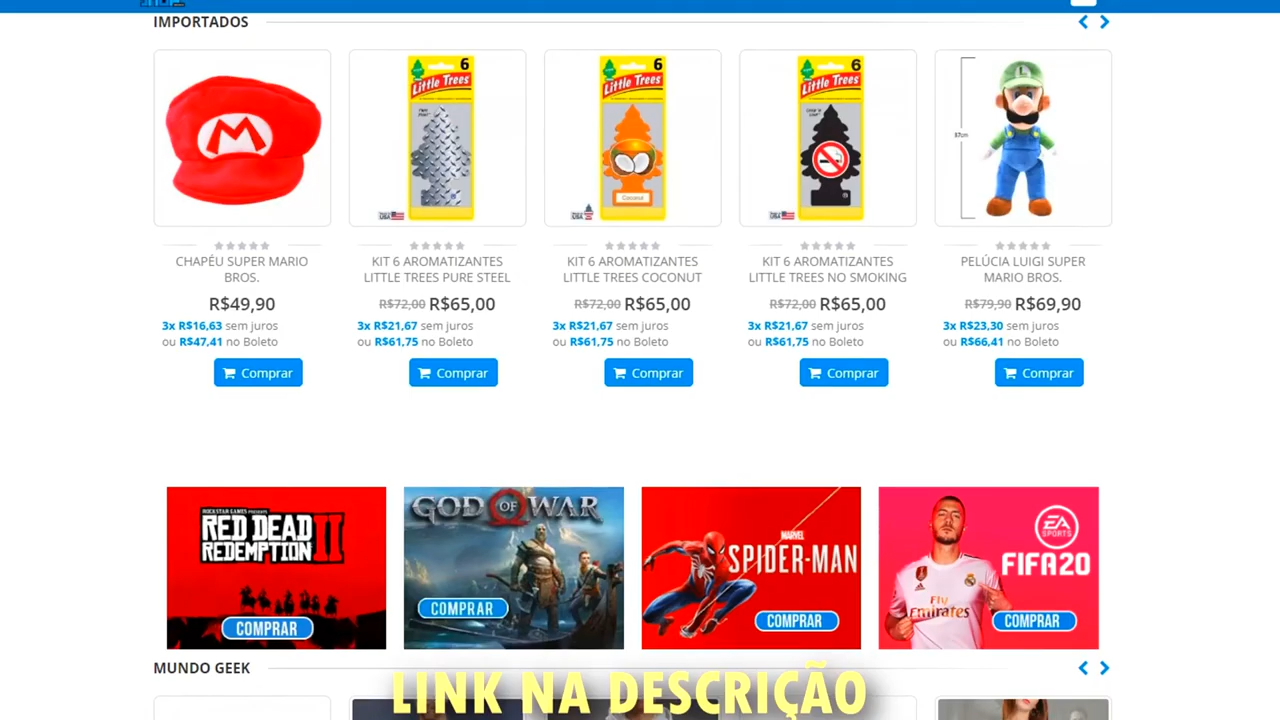 IMPORTADOS
6 6 6
Little Trees Little Trees Little Trees
Coconut
USA USA
57cm
M
L
CHAPÉU SUPER MARIO BROS.
R$49,90
3x R$16,63 sem juros
ou R$47,41 no Boleto
Comprar
KIT 6 AROMATIZANTES
LITTLE TREES PURE STEEL
R$72,00 R$65,00
3x R$21,67 sem juros
ou R$61,75 no Boleto
Comprar
KIT 6 AROMATIZANTES
LITTLE TREES COCONUT
R$72,00 R$65,00
3x R$21,67 sem juros
ou R$61,75 no Boleto
Comprar
KIT 6 AROMATIZANTES
LITTLE TREES NO SMOKING
R$72,00 R$65,00
3x R$21,67 sem juros
ou R$61,75 no Boleto
Comprar
PELÚCIA LUIGI SUPER
MARIO BROS.
R$79,90 R$69,90
3x R$23,30 sem juros
ou R$66,41 no Boleto
Comprar
ROCKSTAR GAMES PRESENTS
RED DEAD
REDEMPTION II
COMPRAR
GOD OF WAR
COMPRAR
MARVEL
SPIDER-MAN
COMPRAR
EA
SPORTS
FIFA20
Fly
Emirates
COMPRAR
MUNDO GEEK
LINK NA DESCRIÇÃO